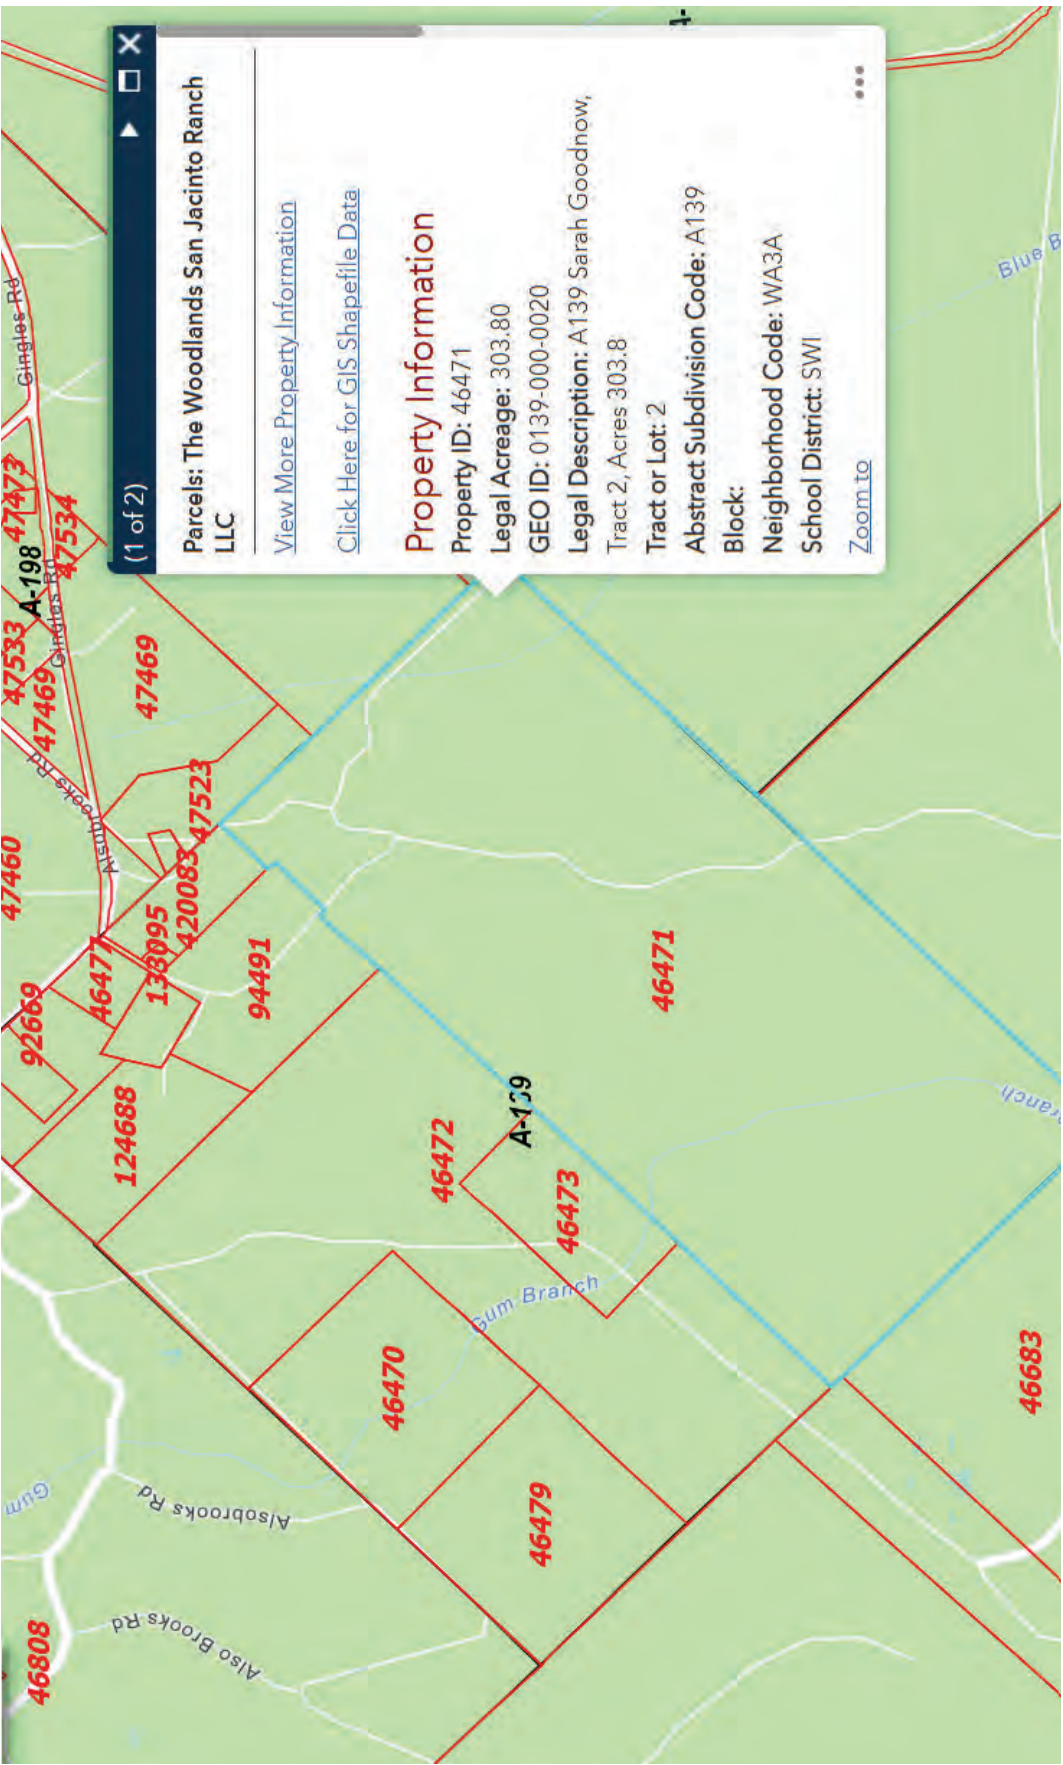 (1 of 2)
Parcels: The Woodlands San Jacinto Ranch
LLC
View More Property Information
Click Here for GIS Shapefile Data
Property Information
Property ID: 46471
Legal Acreage: 303.80
GEO ID: 0139-000-0020
Legal Description: A139 Sarah Goodnow,
Tract 2, Acres 303.8
Tract or Lot: 2
Abstract Subdivision Code: A139
Block:
Neighborhood Code: WA3A
School District: SWI
Zoom to
•••
A-
46808
92669
47460
47533
47473
A-198
Gingles Rd
47469
47534
Gingles Rd
Alsobrooks Rd
46477
47469
124688
133095
420083
47523
94491
Gum
Alsobrooks Rd
Also Brooks Rd
46470
46472
A-139
46473
Gum Branch
46479
46471
46683
ranch
Blue B